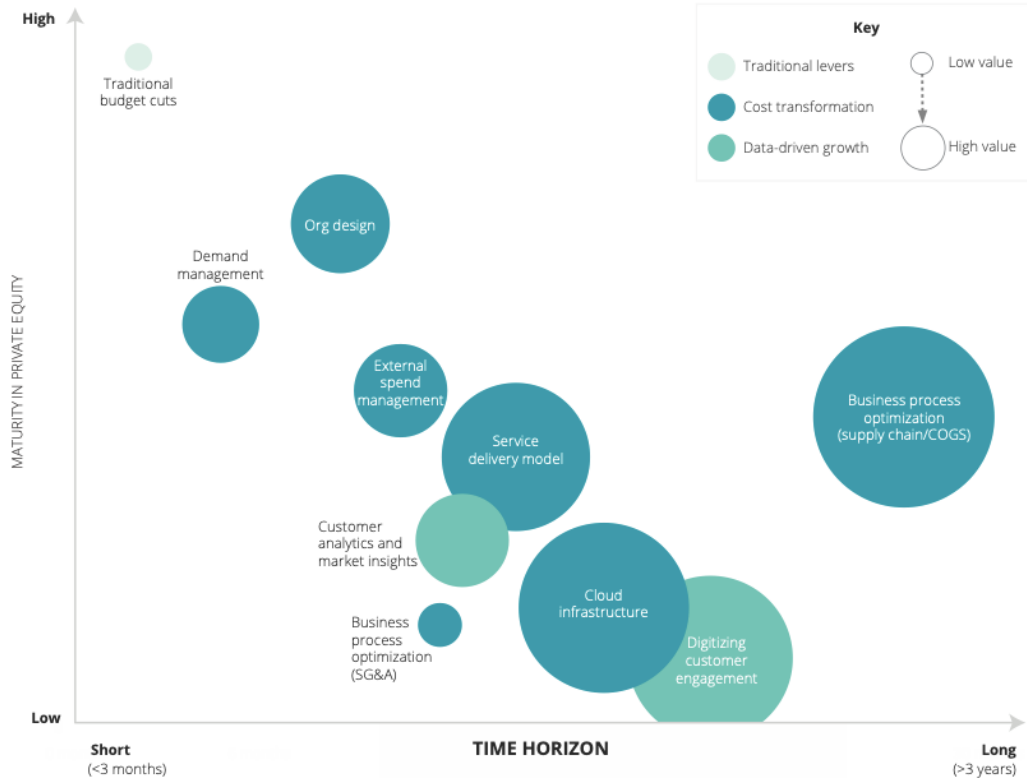 High
Traditional
budget cuts
Key
Traditional levers
Cost transformation
Data-driven growth
Low value
High value
Org design
Demand
management
External
spend
management
Service
delivery model
Business process
optimization
(supply chain/COGS)
Customer
analytics and
market insights
Cloud
infrastructure
Business
process
optimization
(SG&A)
Digitizing
customer
engagement
MATURITY IN PRIVATE EQUITY
Low
Short
(<3 months)
TIME HORIZON
Long
(>3 years)